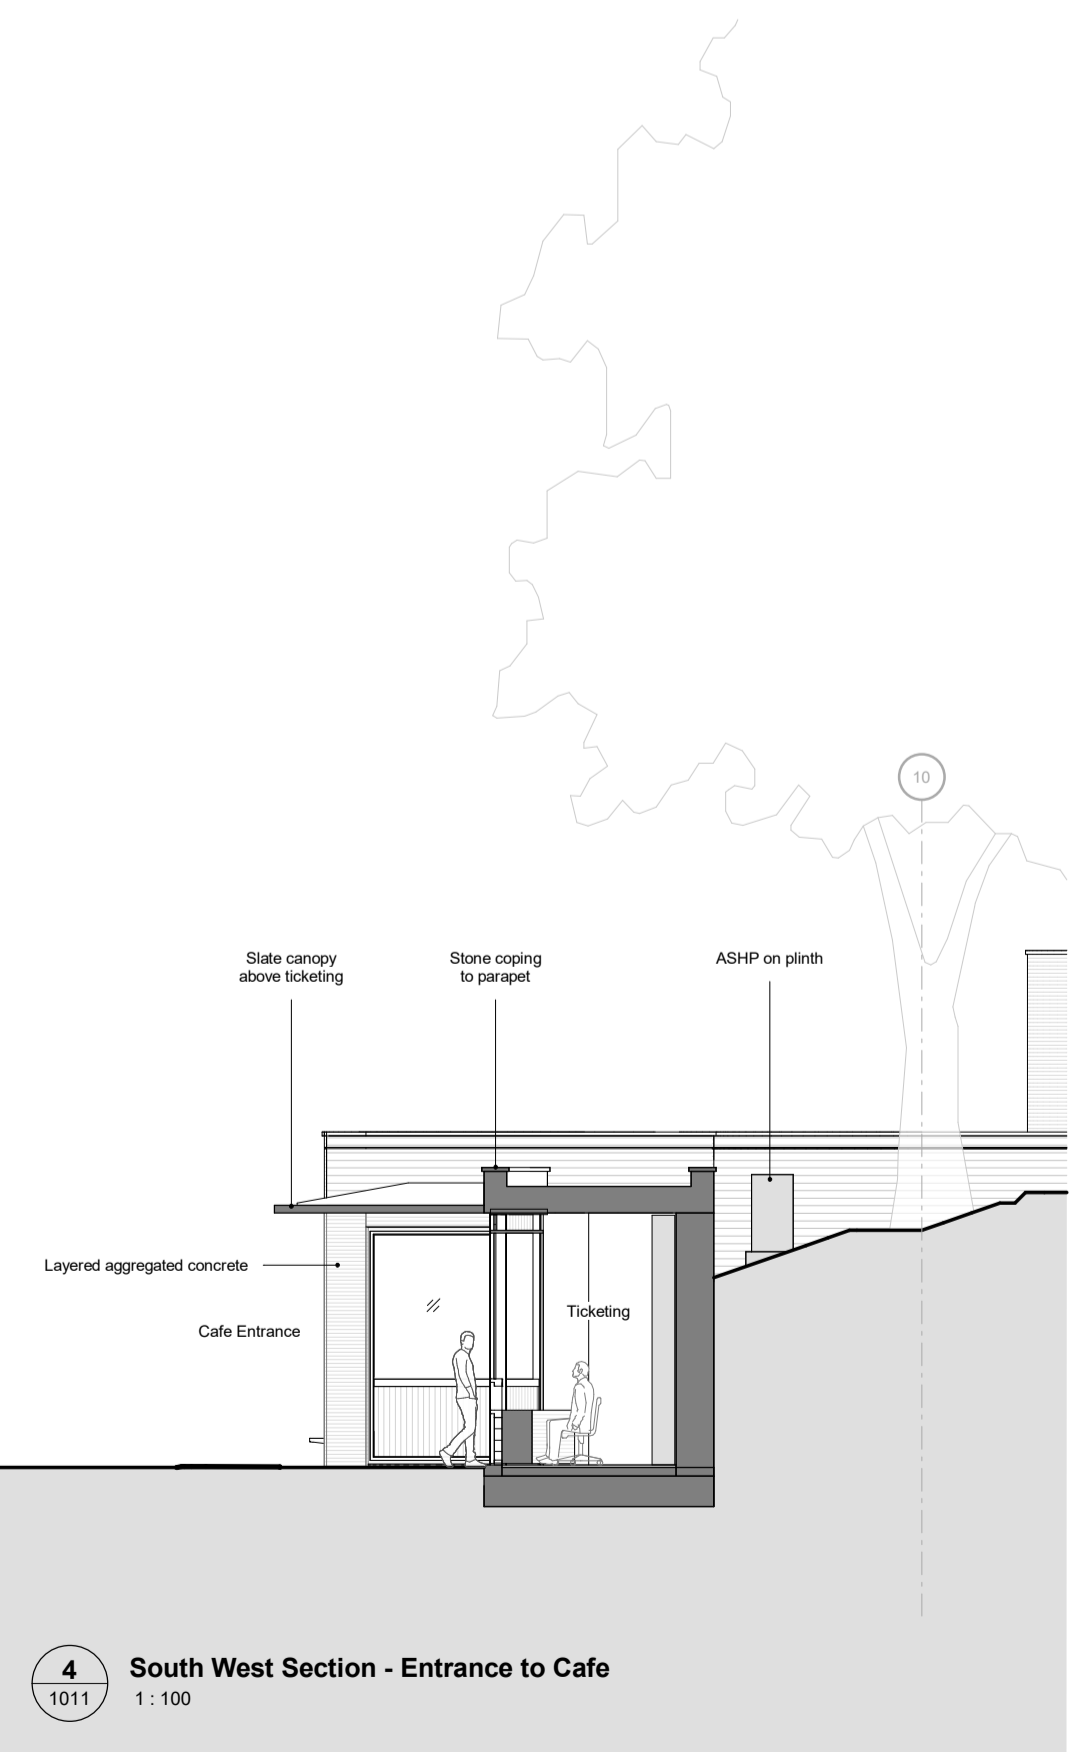 10
Slate canopy
above ticketing
Stone coping
to parapet
ASHP on plinth
Layered aggregated concrete
Ticketing
Cafe Entrance
4
1011
South West Section - Entrance to Cafe
1 : 100